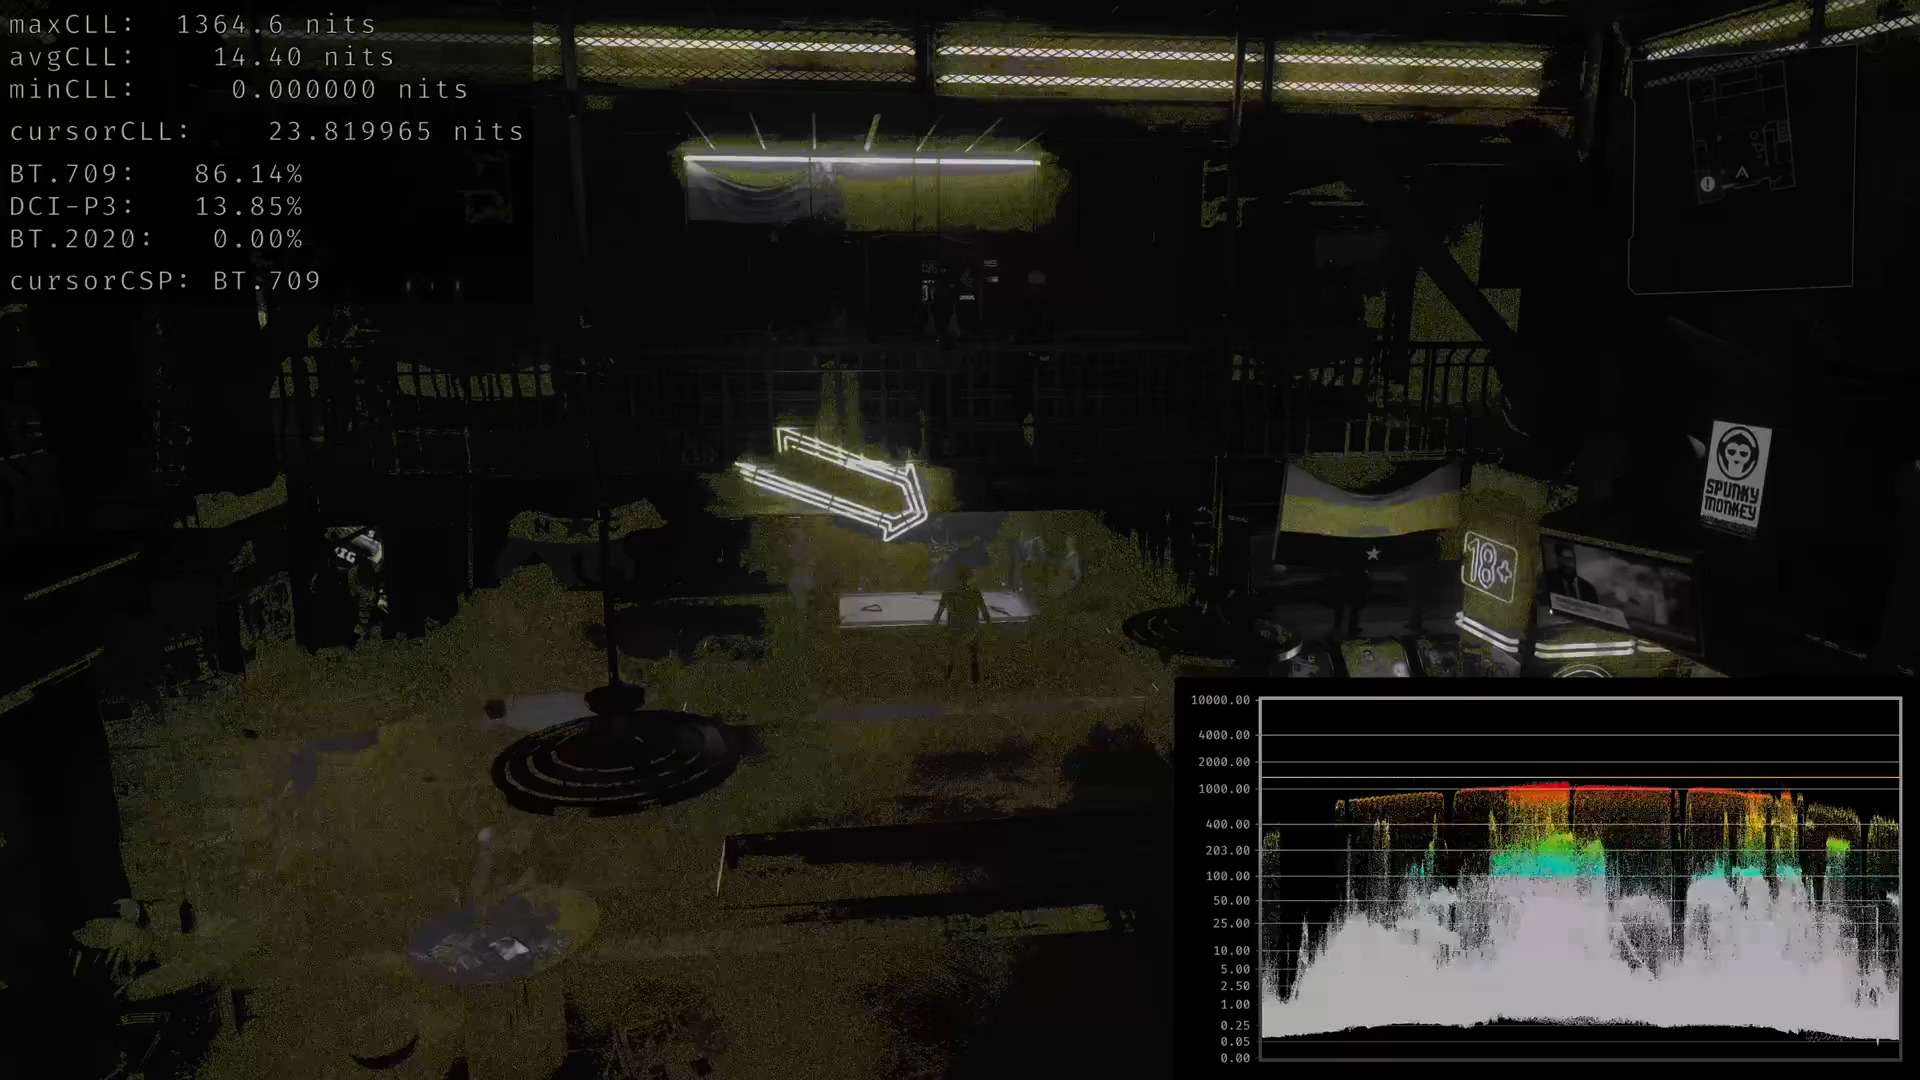 maxCLL: 1364.6 nits
avgCLL: 14.40 nits
minCLL: 0.000000 nits
cursorCLL: 23.819965 nits
BT.709: 86.14%
DCI-P3: 13.85%
BT.2020: 0.00%
cursorCSP: BT.709
A
SPUNKY
MONKEY
18+
10000.00
4000.00
2000.00
1000.00
400.00
203.00
100.00
50.00
25.00
10.00
5.00
2.50
1.00
0.25
0.05
0.00